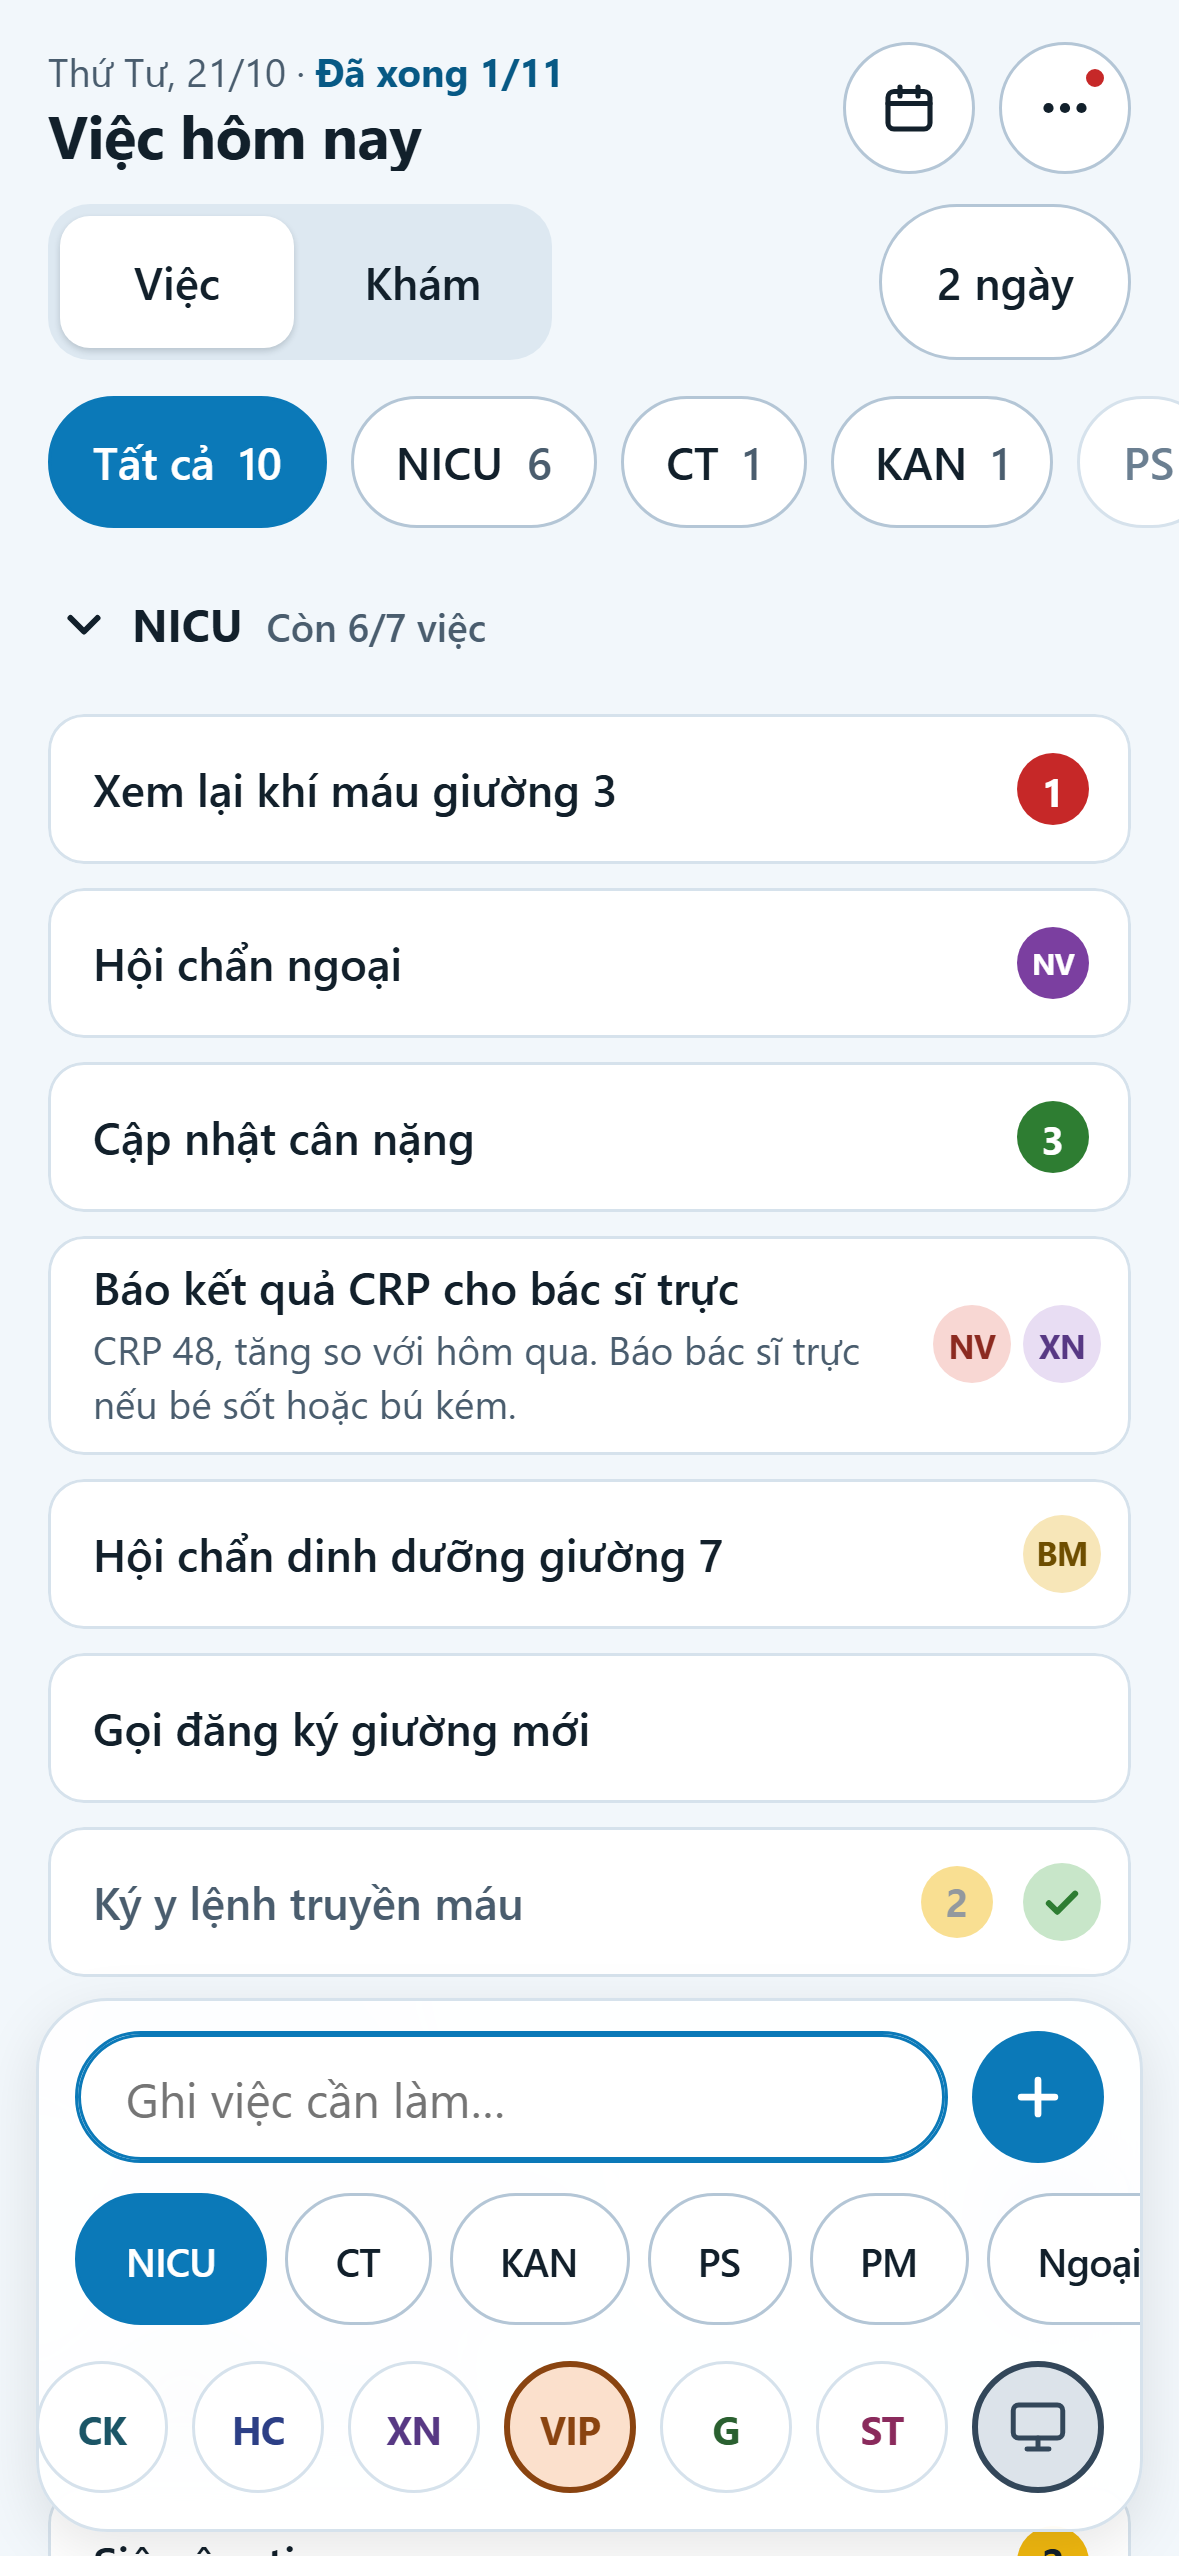 Thứ Tư, 21/10 · Đã xong 1/11
Việc hôm nay
Việc Khám 2 ngày
Tất cả 10 NICU 6 CT 1 KAN 1 PS
NICU Còn 6/7 việc
Xem lại khí máu giường 3 1
Hội chẩn ngoại NV
Cập nhật cân nặng 3
Báo kết quả CRP cho bác sĩ trực
CRP 48, tăng so với hôm qua. Báo bác sĩ trực
nếu bé sốt hoặc bú kém.
NV XN
Hội chẩn dinh dưỡng giường 7 BM
Gọi đăng ký giường mới
Ký y lệnh truyền máu 2
Ghi việc cần làm...
NICU CT KAN PS PM Ngoại
CK HC XN VIP G ST